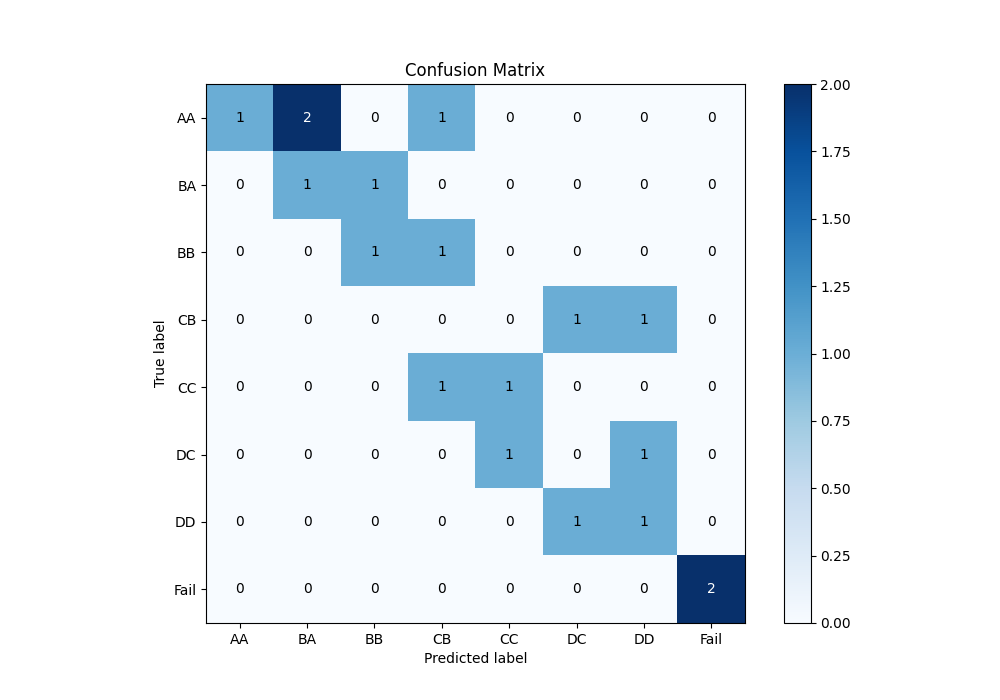 Confusion Matrix
AA 1 2 0 1 0 0 0 0
BA 0 1 1 0 0 0 0 0
BB 0 0 1 1 0 0 0 0
CB 0 0 0 0 0 1 1 0
CC 0 0 0 1 1 0 0 0
DC 0 0 0 0 1 0 1 0
DD 0 0 0 0 0 1 1 0
Fail 0 0 0 0 0 0 0 2
AA BA BB CB CC DC DD Fail
Predicted label
True label
2.00
1.75
1.50
1.25
1.00
0.75
0.50
0.25
0.00